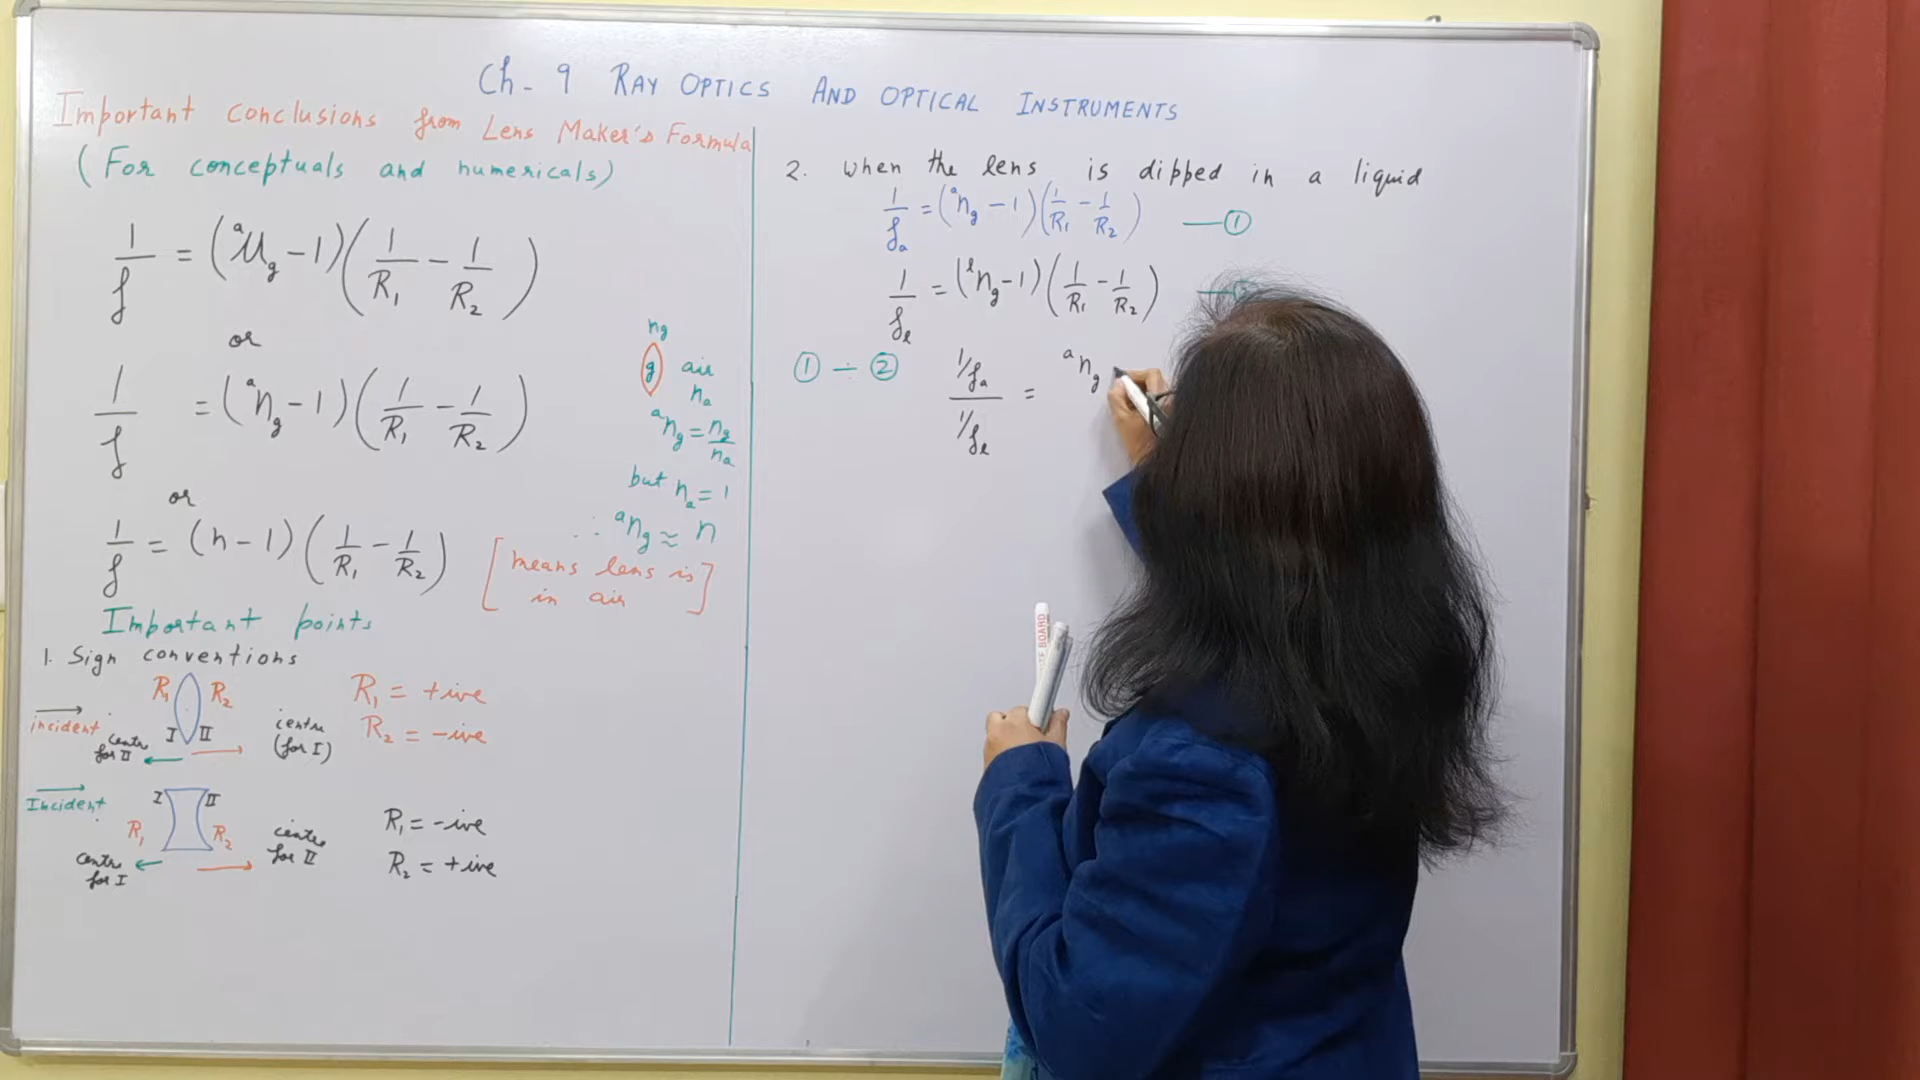 Ch - 9 RAY OPTICS AND OPTICAL INSTRUMENTS
Important conclusions from Lens Maker's Formula
(For conceptuals and numericals)
1/f = (ᵃμg - 1)(1/R₁ - 1/R₂)
or
1/f = (ᵃng - 1)(1/R₁ - 1/R₂)
or
1/f = (n - 1)(1/R₁ - 1/R₂)
[means lens is
in air]
ng
g air
na
ᵃng = ng/na
but na = 1
∴ ᵃng ≈ n
Important points
1. Sign conventions
R₁ R₂
incident
I II
centre for II
centre (for I)
R₁ = +ive
R₂ = -ive
Incident
I II
R₁ R₂
centre for I
centre for II
R₁ = -ive
R₂ = +ive
2. when the lens is dipped in a liquid
1/fa = (ᵃng - 1)(1/R₁ - 1/R₂) —①
1/fl = (ˡng - 1)(1/R₁ - 1/R₂)
① ÷ ② (1/fa)/(1/fl) = ᵃng